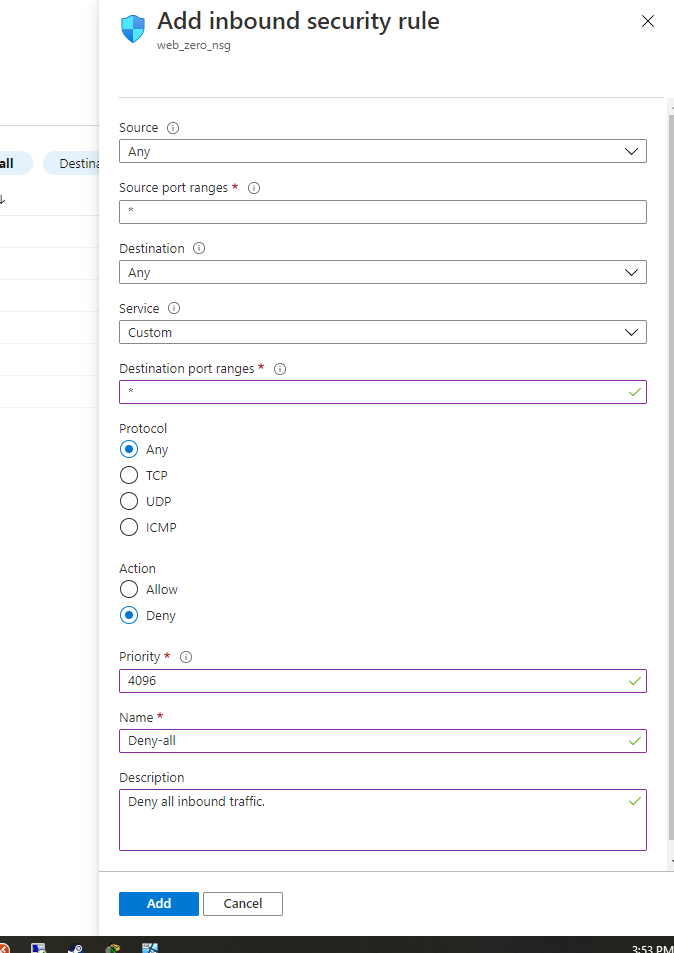 Add inbound security rule
web_zero_nsg
all
Destina
Source
Any
Source port ranges *
*
Destination
Any
Service
Custom
Destination port ranges *
*
Protocol
Any
TCP
UDP
ICMP
Action
Allow
Deny
Priority *
4096
Name *
Deny-all
Description
Deny all inbound traffic.
Add
Cancel
3:53 PM